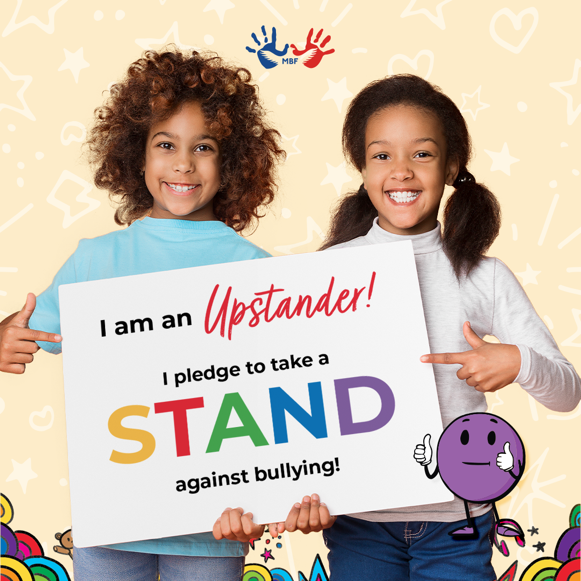 MBF
I am an Upstander!
I pledge to take a
STAND
against bullying!